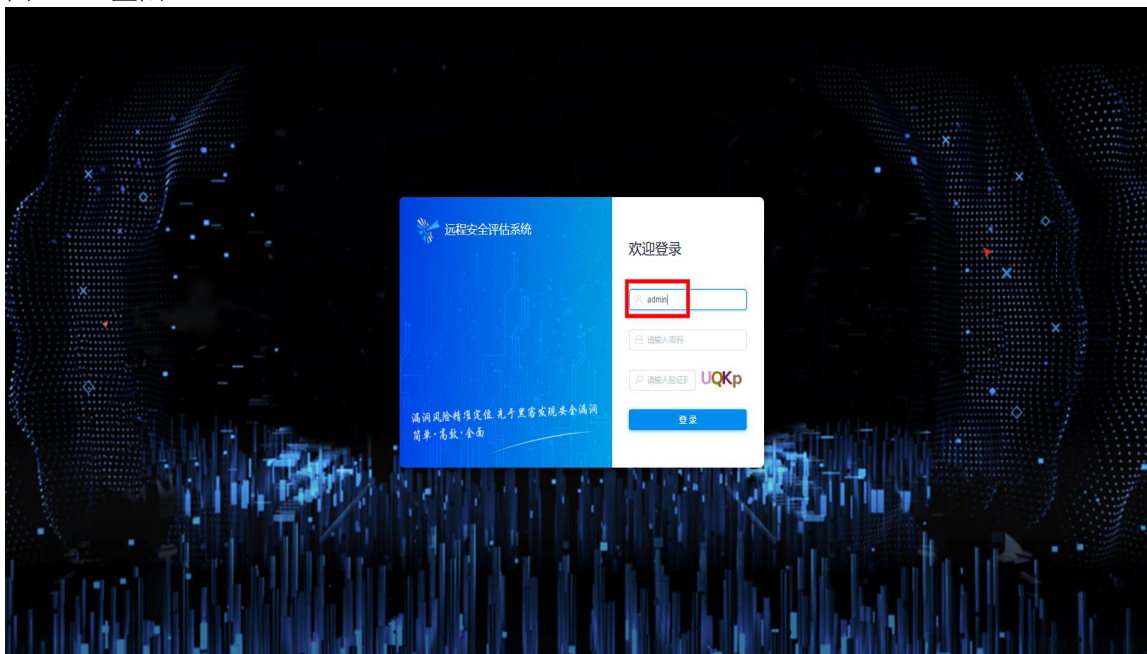 远程安全评估系统
欢迎登录
admin
请输入密码
请输入验证码
UQKp
登录
漏洞风险精准定位 先于黑客发现安全漏洞
简单·高效·全面